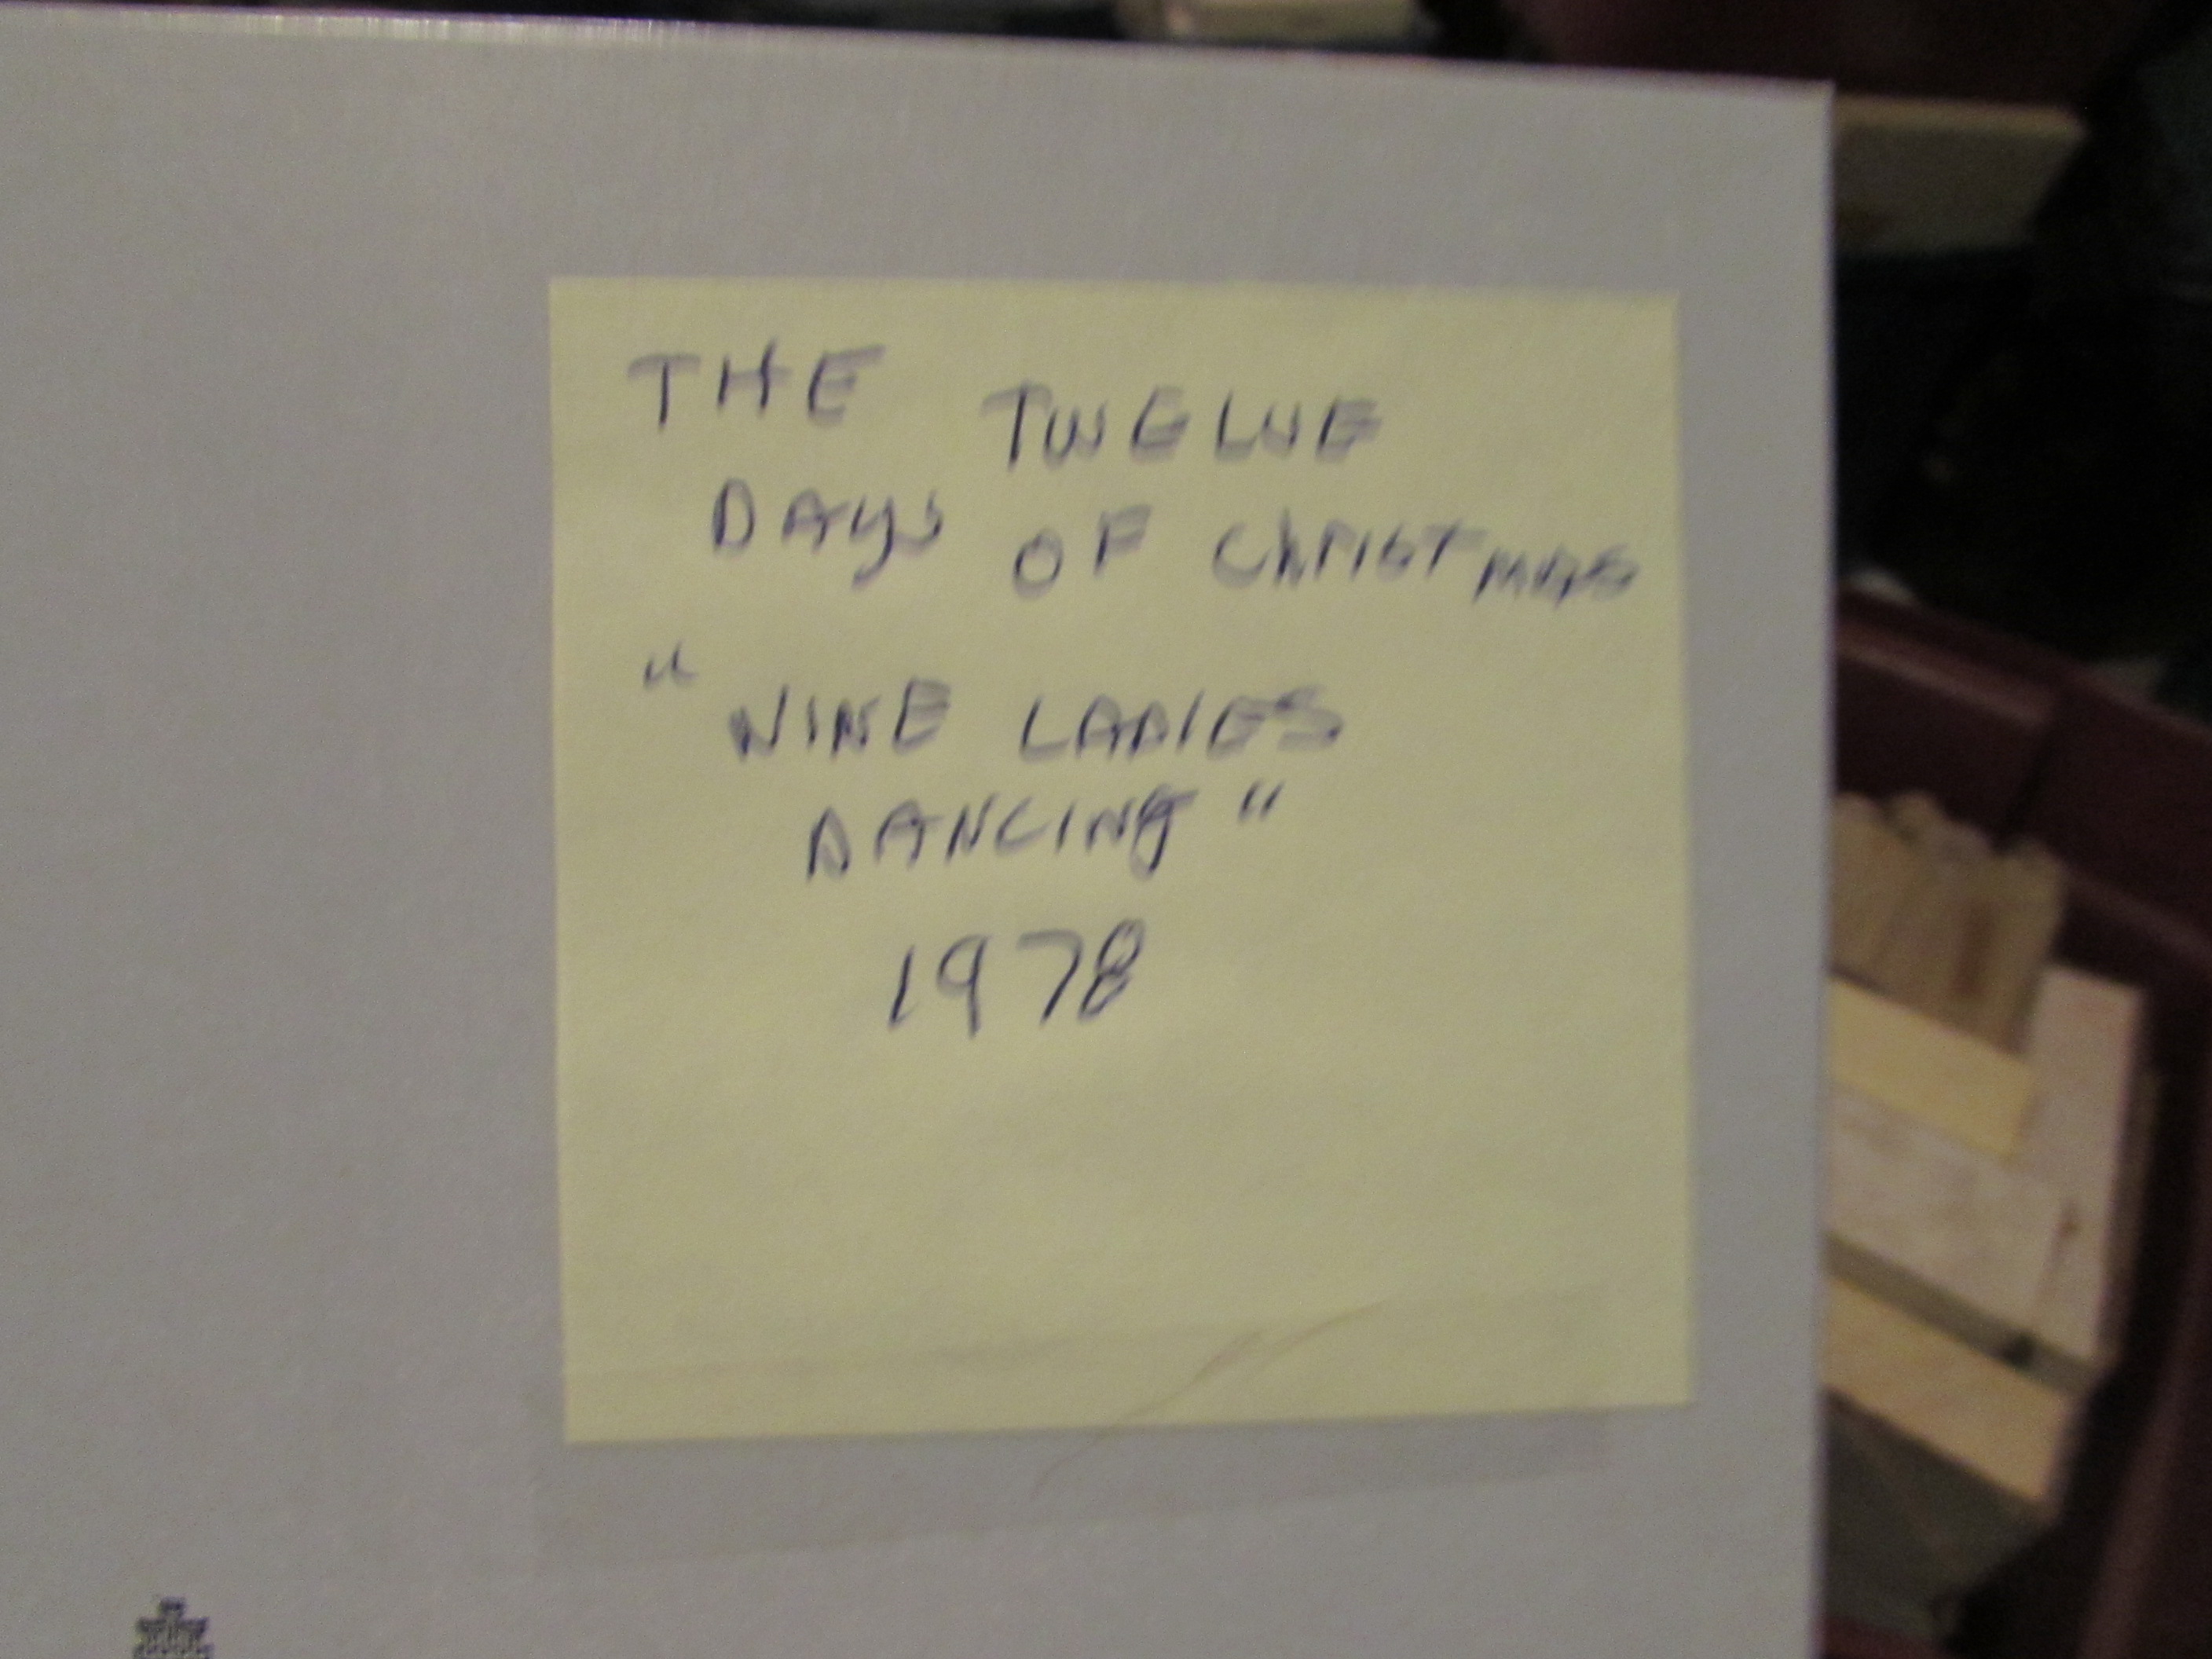 THE TWELVE
DAYS OF ChRISTMAS
"NINE LADIES
DANCING"
1978